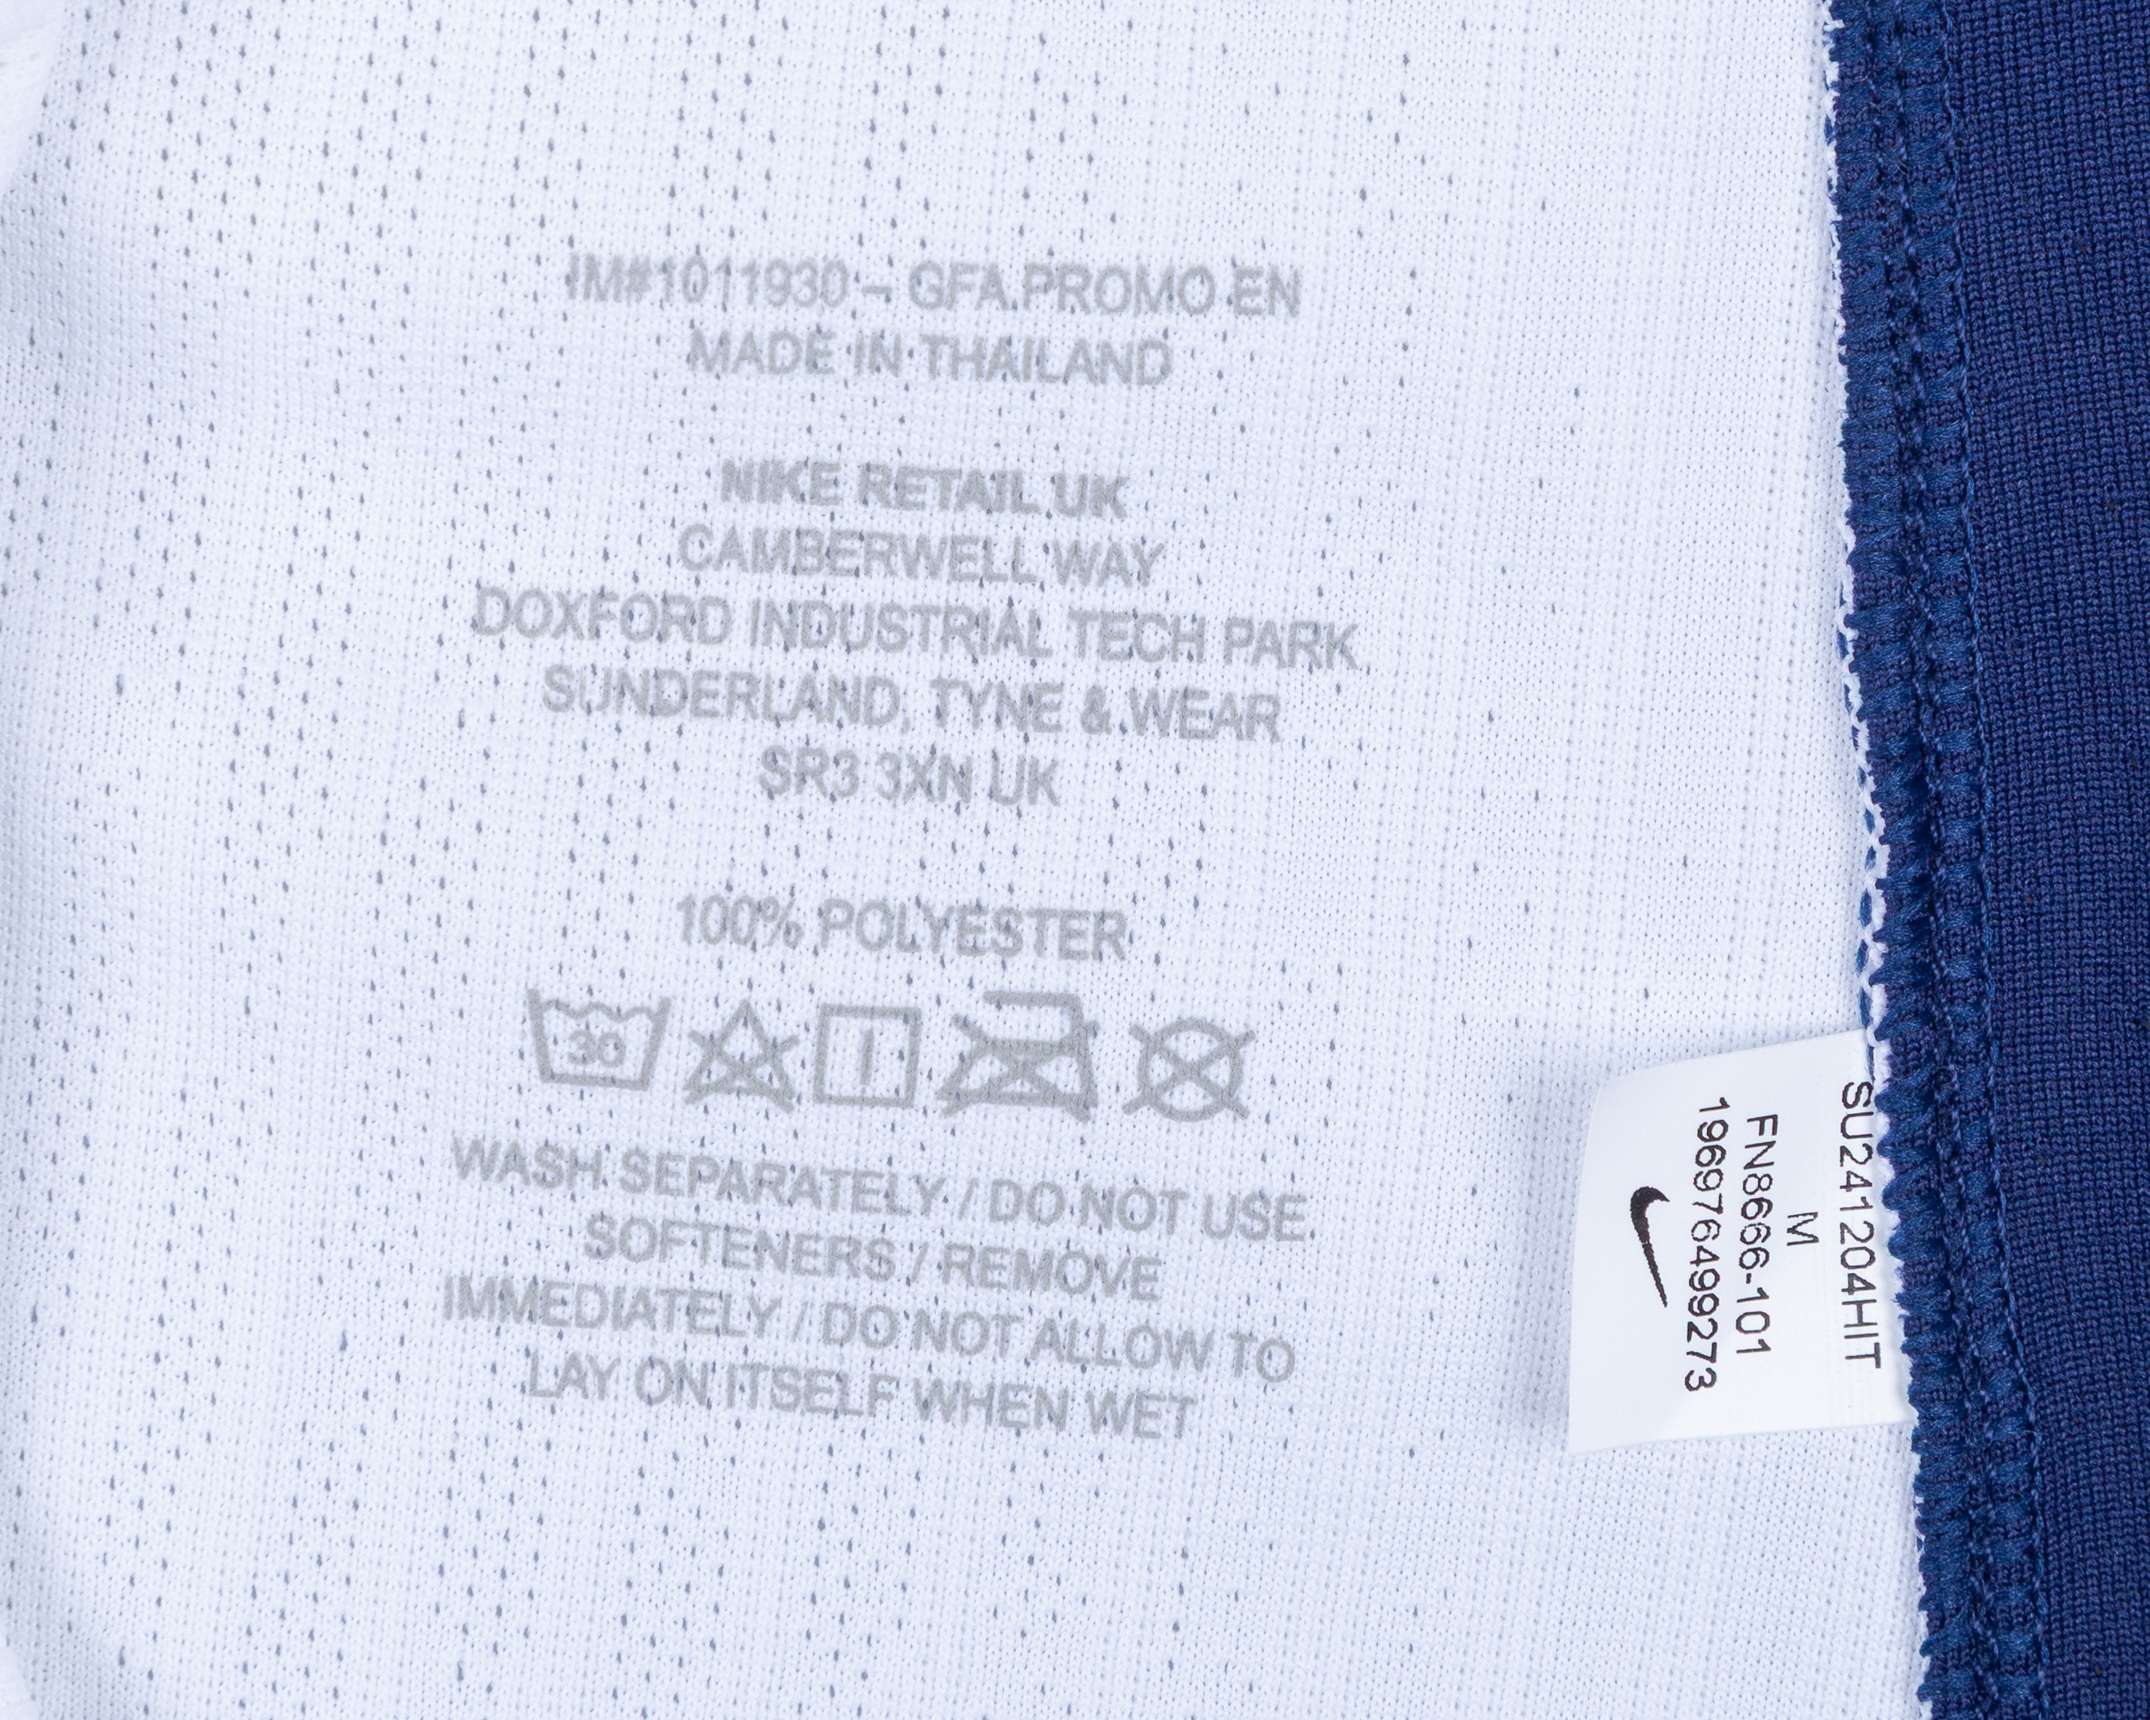 IM#1011930 – GFA.PROMO.EN
MADE IN THAILAND
NIKE RETAIL UK
CAMBERWELL WAY
DOXFORD INDUSTRIAL TECH PARK
SUNDERLAND, TYNE & WEAR
SR3 3XN UK
100% POLYESTER
30
WASH SEPARATELY / DO NOT USE
SOFTENERS / REMOVE
IMMEDIATELY / DO NOT ALLOW TO
LAY ON ITSELF WHEN WET
SU241204HIT
M
FN8666-101
196976499273